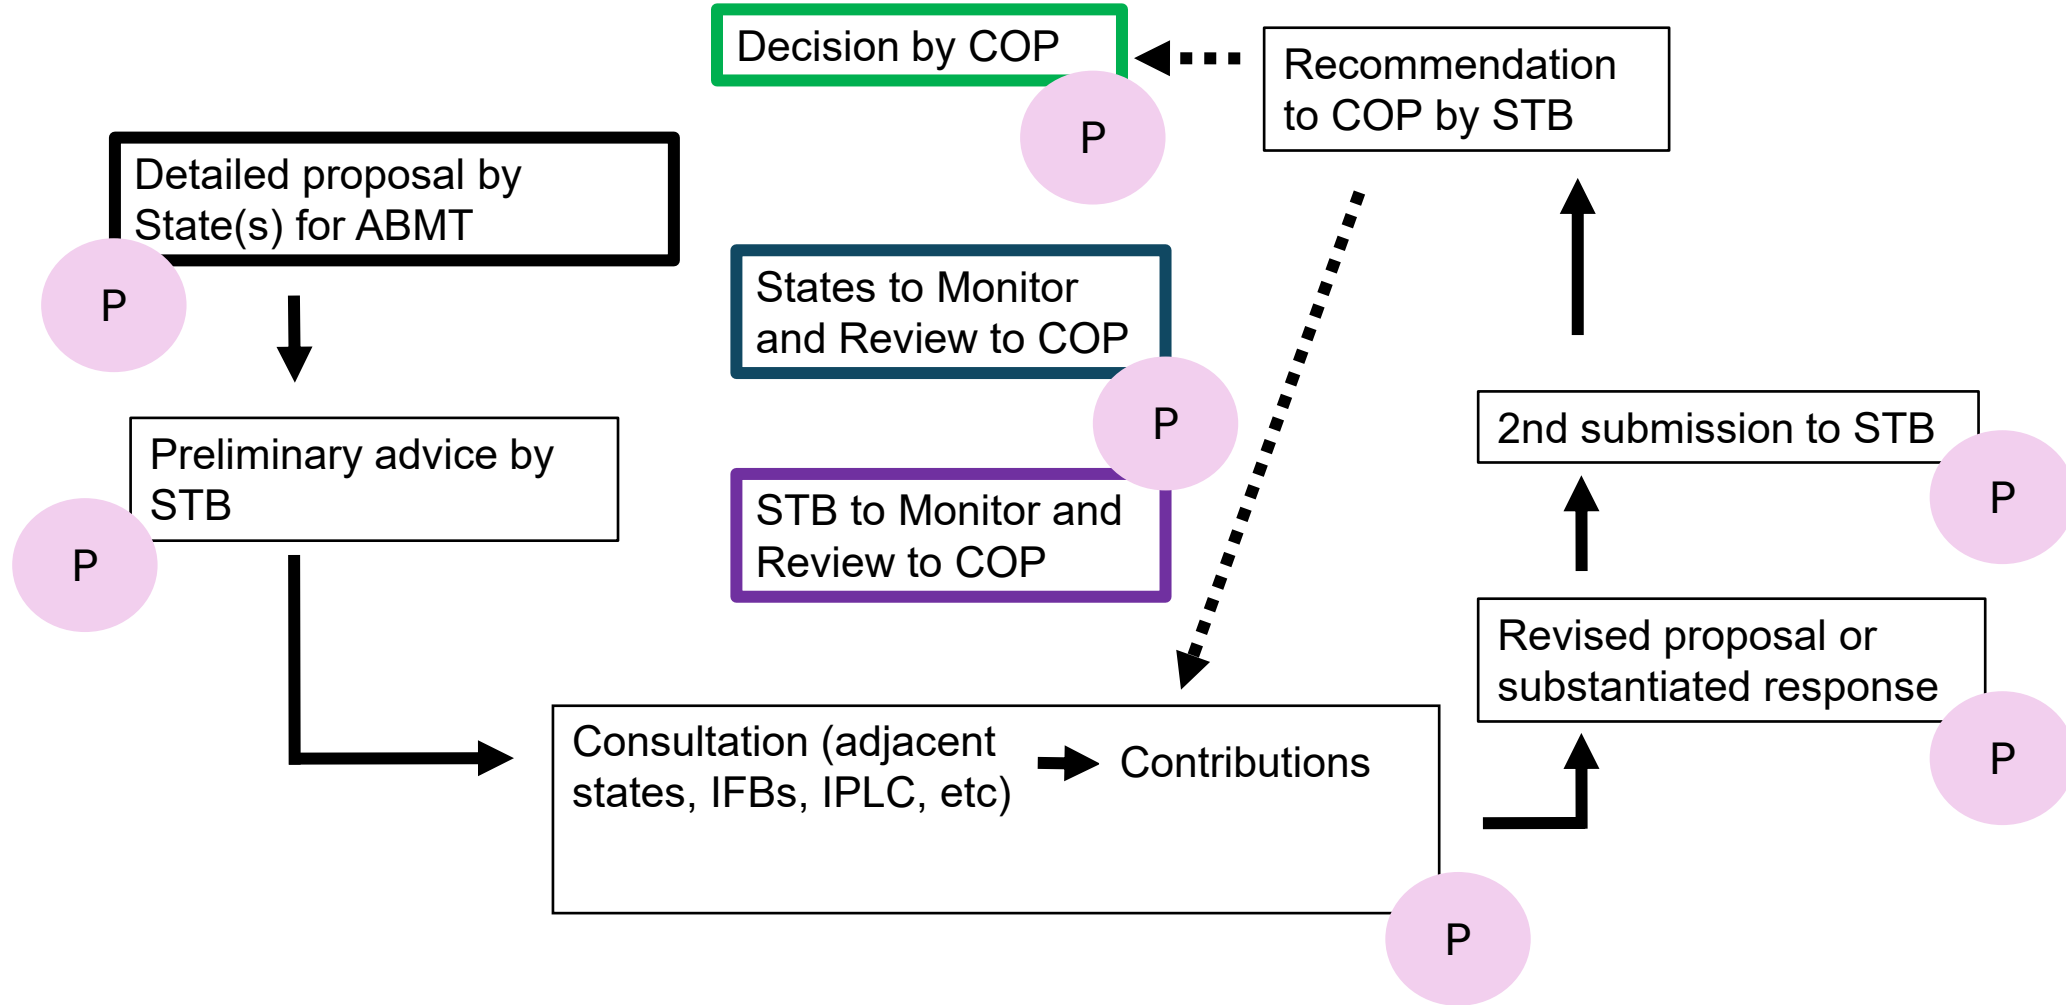 Decision by COP
P
Recommendation
to COP by STB
Detailed proposal by
State(s) for ABMT
P
States to Monitor
and Review to COP
P
Preliminary advice by
STB
P
2nd submission to STB
P
STB to Monitor and
Review to COP
Revised proposal or
substantiated response
P
Consultation (adjacent
states, IFBs, IPLC, etc)
Contributions
P